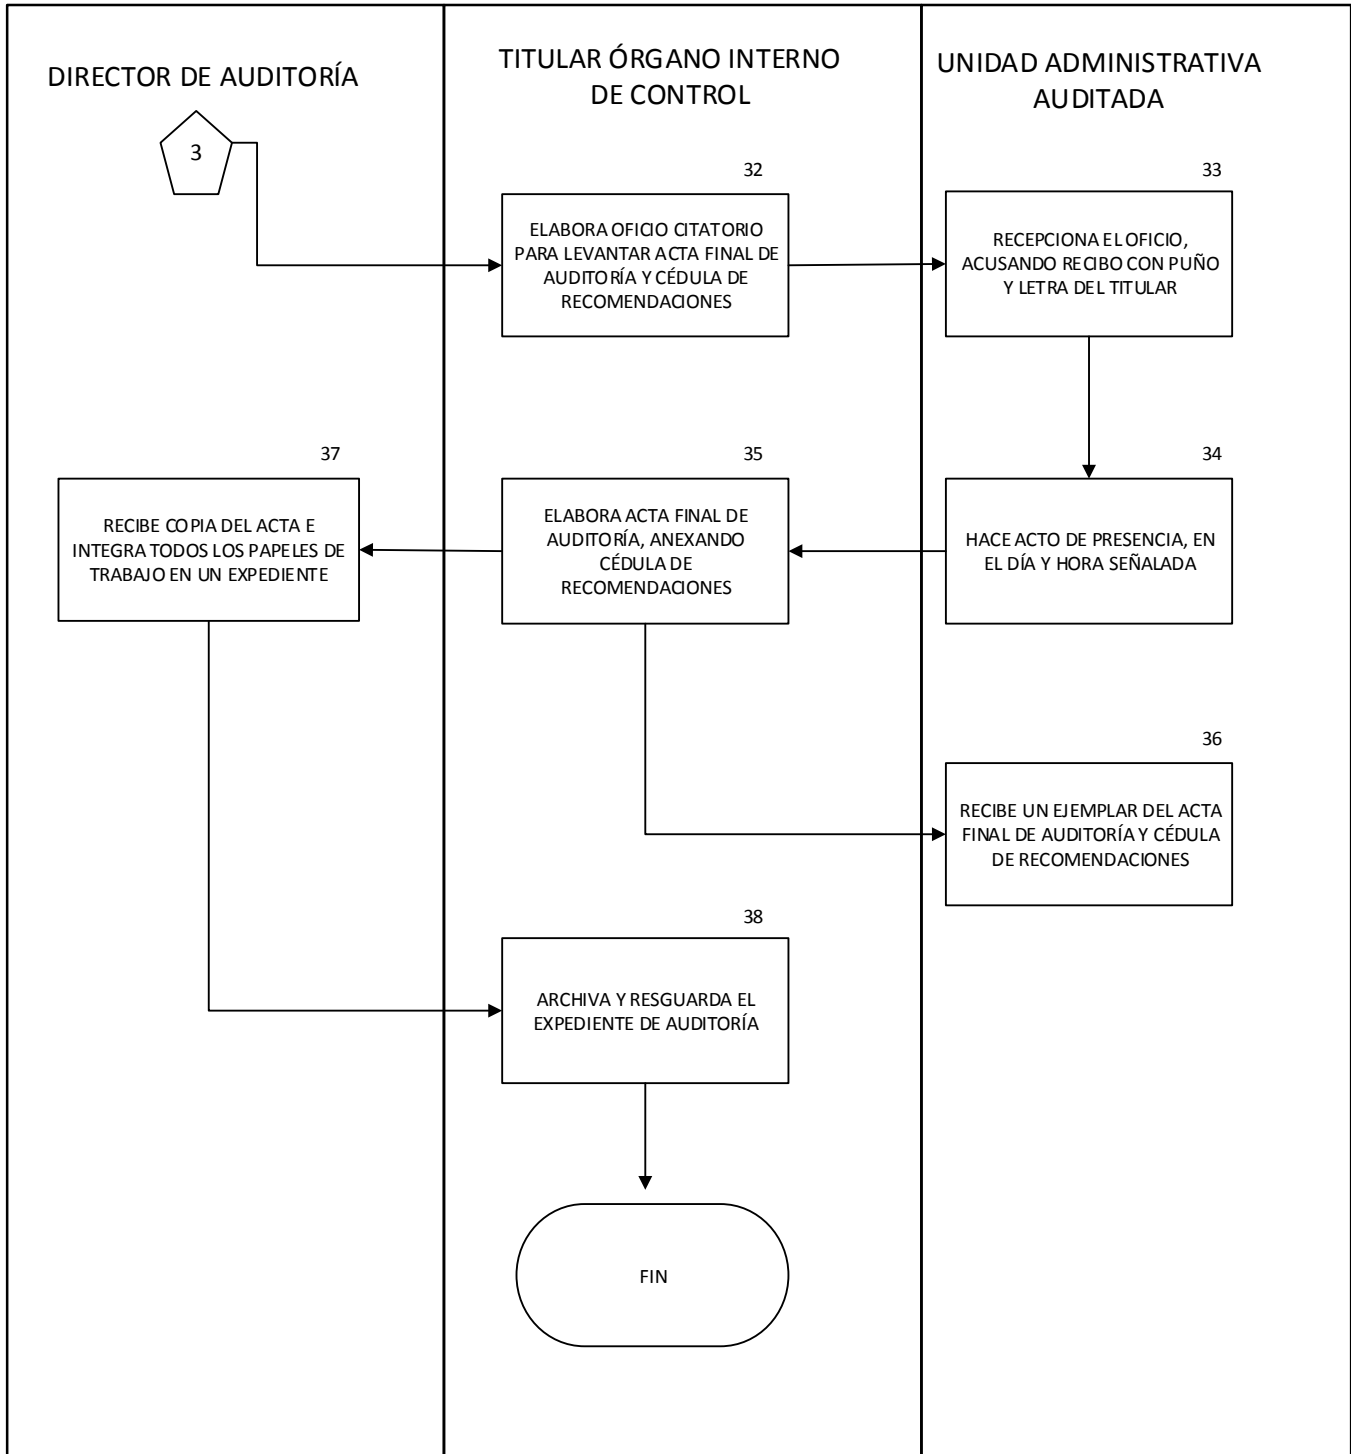 DIRECTOR DE AUDITORÍA
TITULAR ÓRGANO INTERNO
DE CONTROL
UNIDAD ADMINISTRATIVA
AUDITADA
3
32
ELABORA OFICIO CITATORIO
PARA LEVANTAR ACTA FINAL DE
AUDITORÍA Y CÉDULA DE
RECOMENDACIONES
33
RECEPCIONA EL OFICIO,
ACUSANDO RECIBO CON PUÑO
Y LETRA DEL TITULAR
37
RECIBE COPIA DEL ACTA E
INTEGRA TODOS LOS PAPELES DE
TRABAJO EN UN EXPEDIENTE
35
ELABORA ACTA FINAL DE
AUDITORÍA, ANEXANDO
CÉDULA DE
RECOMENDACIONES
34
HACE ACTO DE PRESENCIA, EN
EL DÍA Y HORA SEÑALADA
36
RECIBE UN EJEMPLAR DEL ACTA
FINAL DE AUDITORÍA Y CÉDULA
DE RECOMENDACIONES
38
ARCHIVA Y RESGUARDA EL
EXPEDIENTE DE AUDITORÍA
FIN